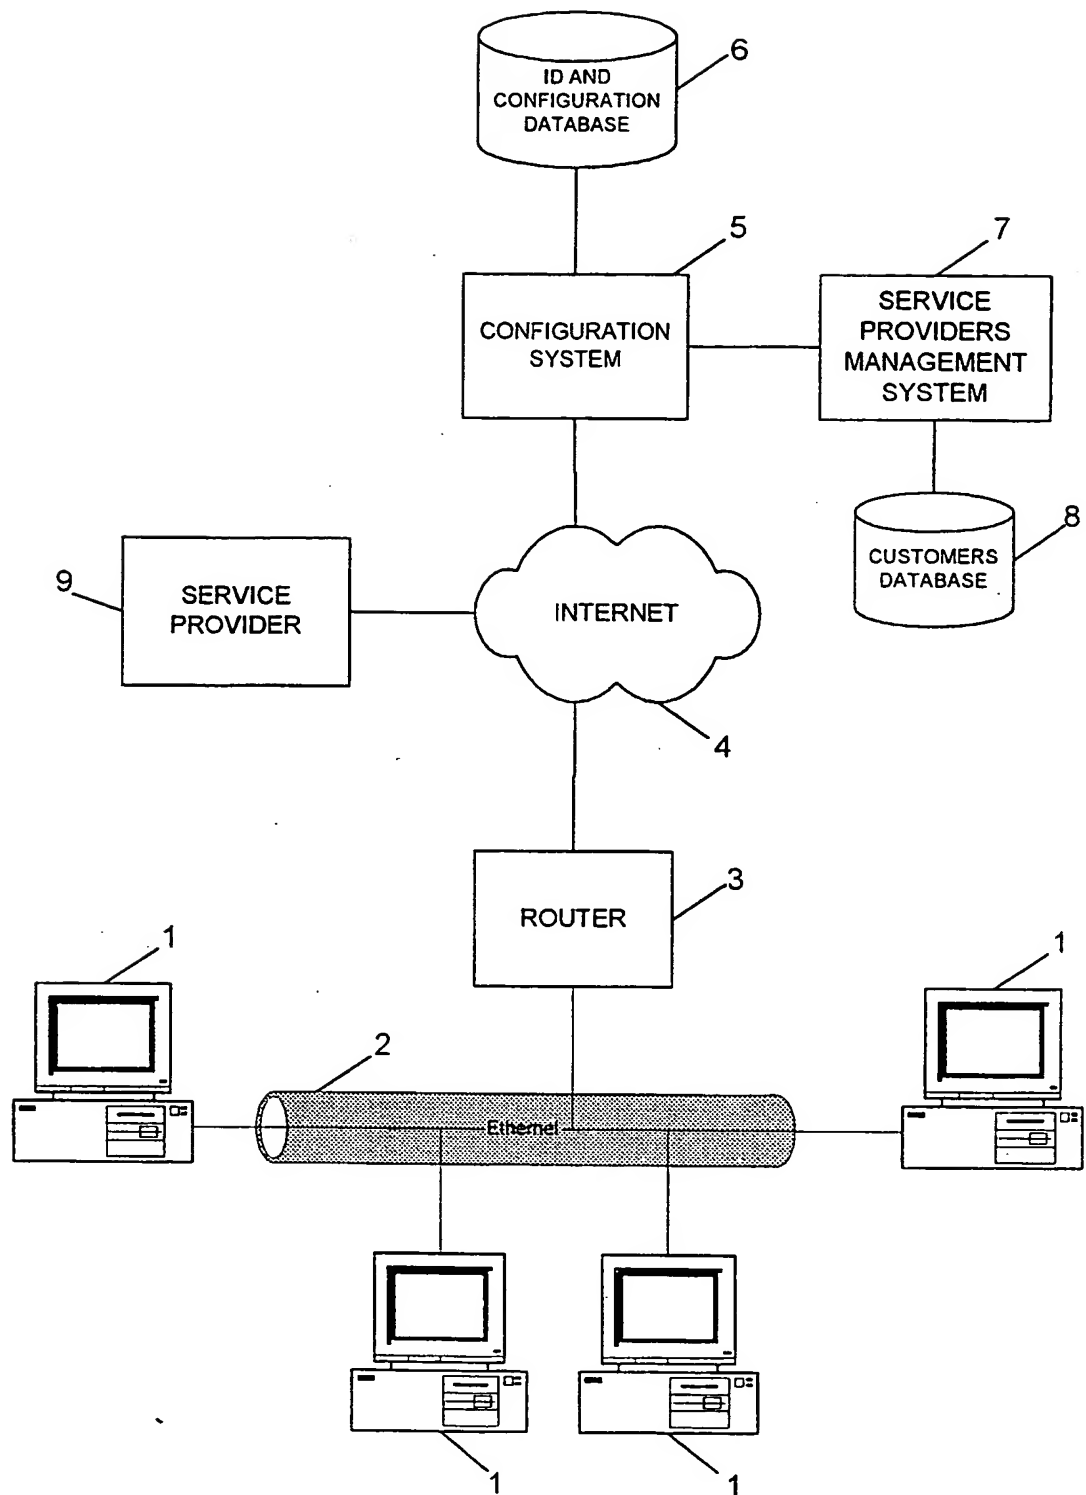 6
ID AND
CONFIGURATION
DATABASE
5
7
CONFIGURATION
SYSTEM
SERVICE
PROVIDERS
MANAGEMENT
SYSTEM
8
CUSTOMERS
DATABASE
9
SERVICE
PROVIDER
INTERNET
4
3
ROUTER
1
1
2
Ethernet
1
1